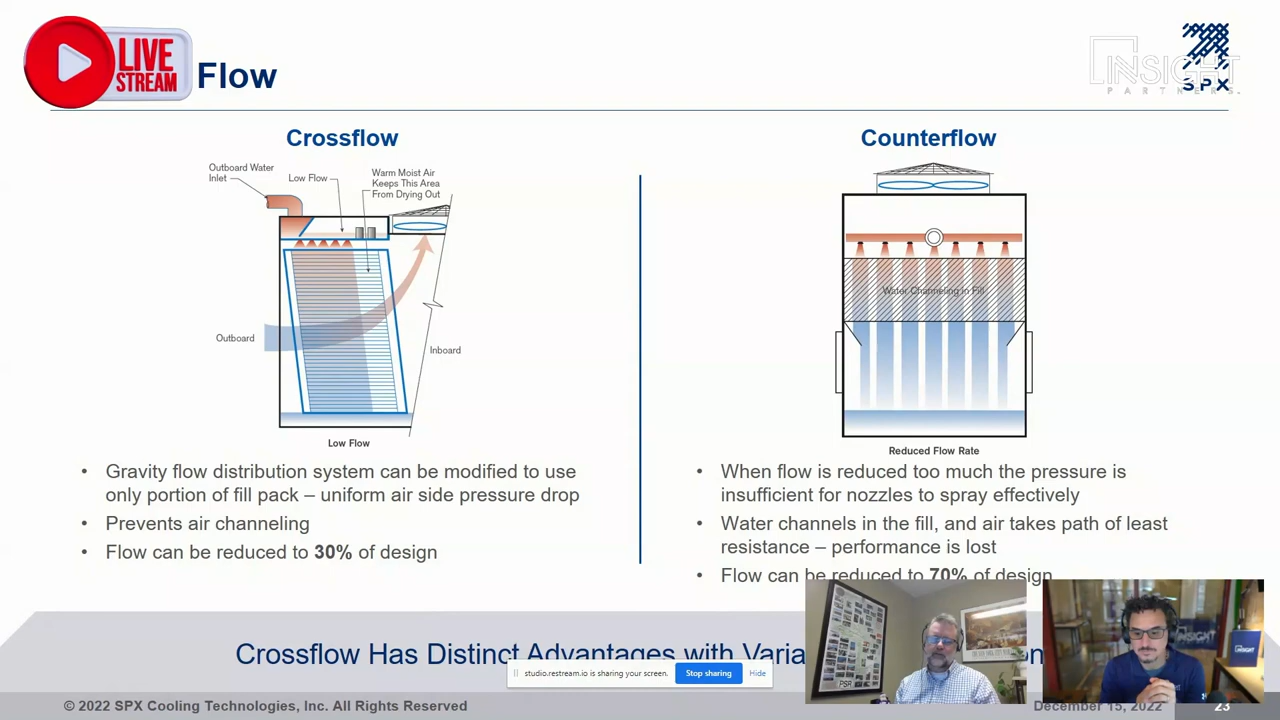 LIVE
STREAM
Flow
INSIGHT
PARTNERS.
SPX
Crossflow
Outboard Water
Inlet
Low Flow
Warm Moist Air
Keeps This Area
From Drying Out
Outboard
Inboard
Low Flow
• Gravity flow distribution system can be modified to use
only portion of fill pack – uniform air side pressure drop
• Prevents air channeling
• Flow can be reduced to 30% of design
Counterflow
Water Channeling in Fill
Reduced Flow Rate
• When flow is reduced too much the pressure is
insufficient for nozzles to spray effectively
• Water channels in the fill, and air takes path of least
resistance – performance is lost
• Flow can be reduced to 70% of design
PSR
INSIGHT
Crossflow Has Distinct Advantages with
studio.restream.io is sharing your screen.
Stop sharing
Hide
© 2022 SPX Cooling Technologies, Inc. All Rights Reserved
December 15, 2022
23